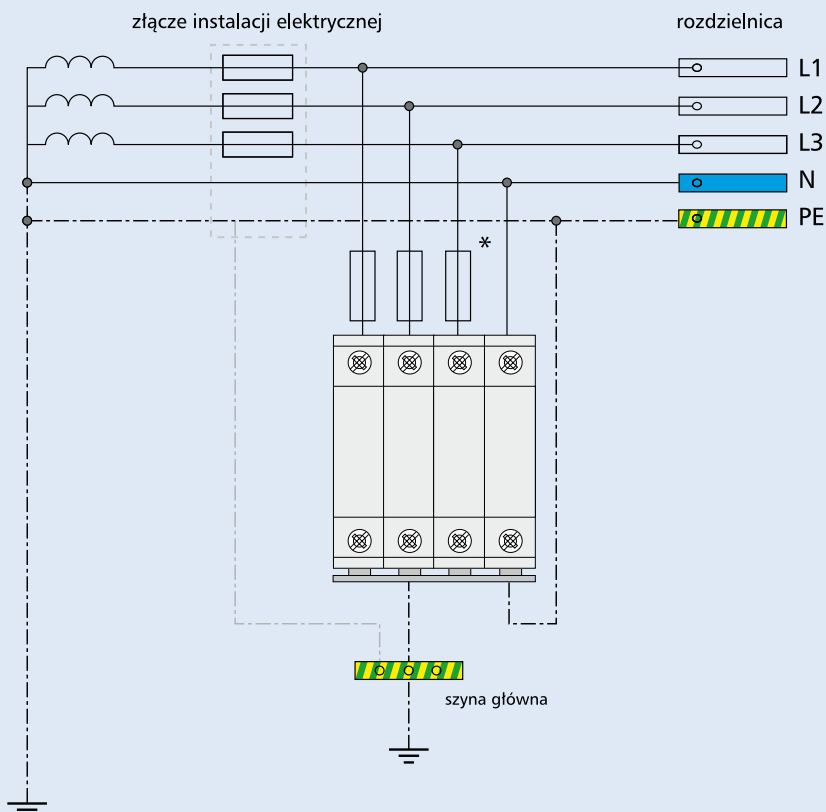 złącze instalacji elektrycznej
rozdzielnica
L1
L2
L3
N
PE
*
szyna główna